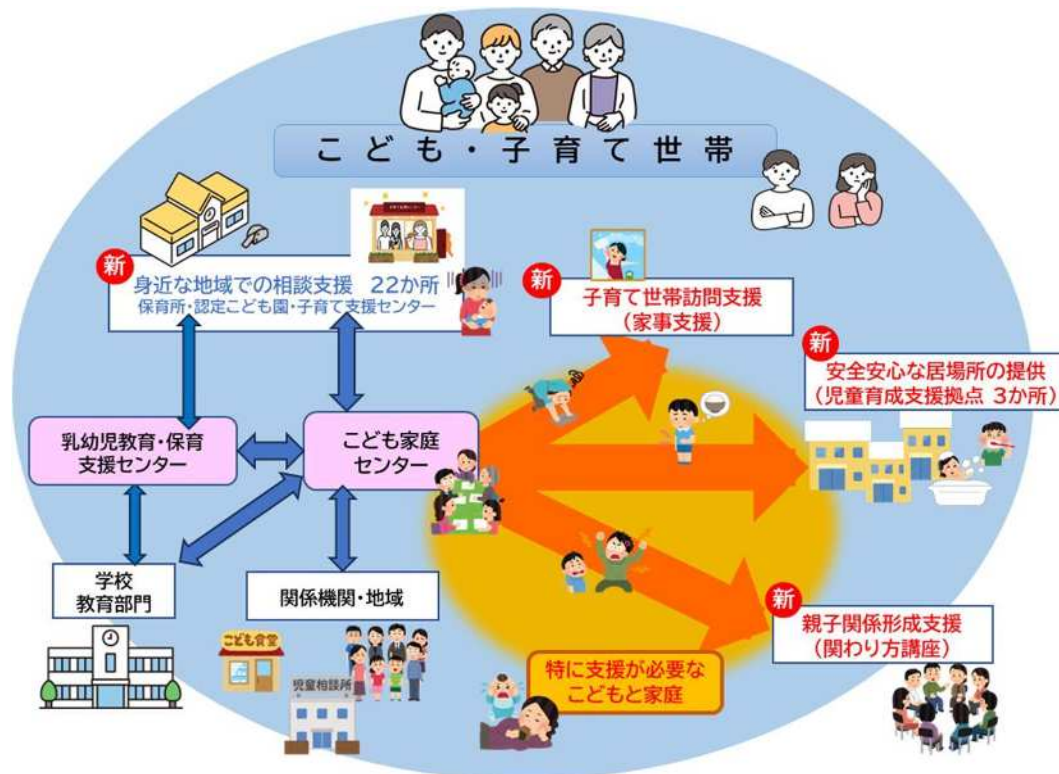 こども・子育て世帯
新
身近な地域での相談支援 22か所
保育所・認定こども園・子育て支援センター
新
子育て世帯訪問支援
(家事支援)
新
安全安心な居場所の提供
(児童育成支援拠点 3か所)
乳幼児教育・保育
支援センター
こども家庭
センター
学校
教育部門
関係機関・地域
こども食堂
児童相談所
特に支援が必要な
こどもと家庭
新
親子関係形成支援
(関わり方講座)